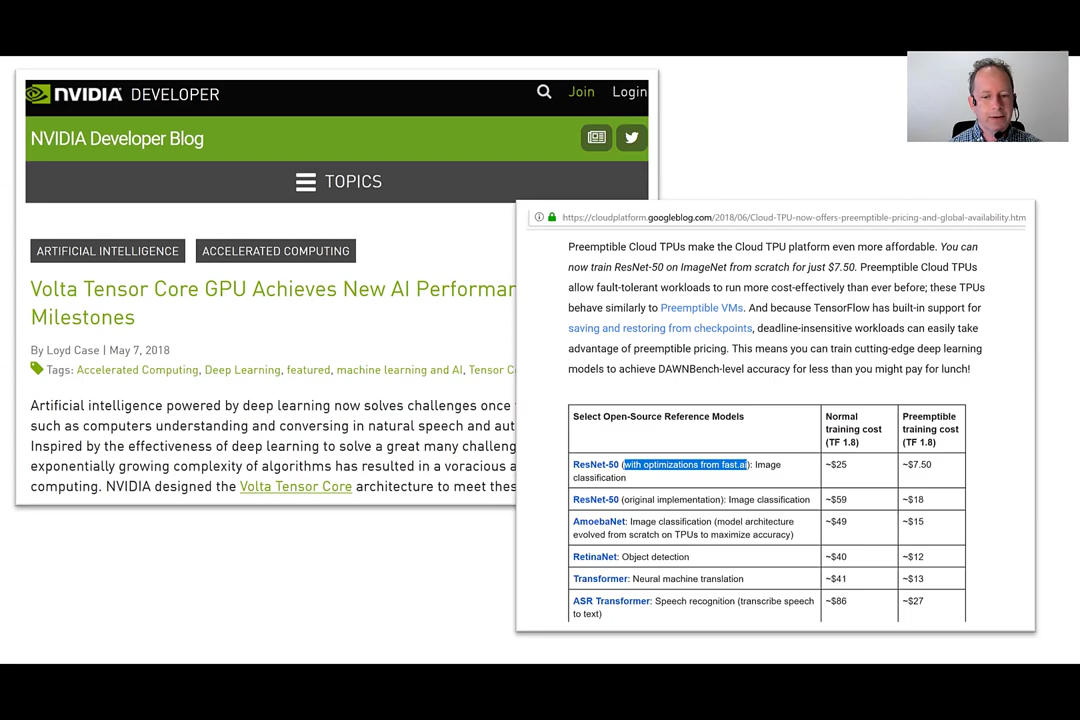 NVIDIA DEVELOPER
Join Login
NVIDIA Developer Blog
TOPICS
ARTIFICIAL INTELLIGENCE ACCELERATED COMPUTING
Volta Tensor Core GPU Achieves New AI Performan
Milestones
By Loyd Case | May 7, 2018
Tags: Accelerated Computing, Deep Learning, featured, machine learning and AI, Tensor C
Artificial intelligence powered by deep learning now solves challenges once
such as computers understanding and conversing in natural speech and aut
Inspired by the effectiveness of deep learning to solve a great many challeng
exponentially growing complexity of algorithms has resulted in a voracious a
computing. NVIDIA designed the Volta Tensor Core architecture to meet thes
https://cloudplatform.googleblog.com/2018/06/Cloud-TPU-now-offers-preemptible-pricing-and-global-availability.htm
Preemptible Cloud TPUs make the Cloud TPU platform even more affordable. You can
now train ResNet-50 on ImageNet from scratch for just $7.50. Preemptible Cloud TPUs
allow fault-tolerant workloads to run more cost-effectively than ever before; these TPUs
behave similarly to Preemptible VMs. And because TensorFlow has built-in support for
saving and restoring from checkpoints, deadline-insensitive workloads can easily take
advantage of preemptible pricing. This means you can train cutting-edge deep learning
models to achieve DAWNBench-level accuracy for less than you might pay for lunch!
Select Open-Source Reference Models
Normal
training cost
(TF 1.8)
Preemptible
training cost
(TF 1.8)
ResNet-50 (with optimizations from fast.ai): Image
classification
~$25
~$7.50
ResNet-50 (original implementation): Image classification
~$59
~$18
AmoebaNet: Image classification (model architecture
evolved from scratch on TPUs to maximize accuracy)
~$49
~$15
RetinaNet: Object detection
~$40
~$12
Transformer: Neural machine translation
~$41
~$13
ASR Transformer: Speech recognition (transcribe speech
to text)
~$86
~$27